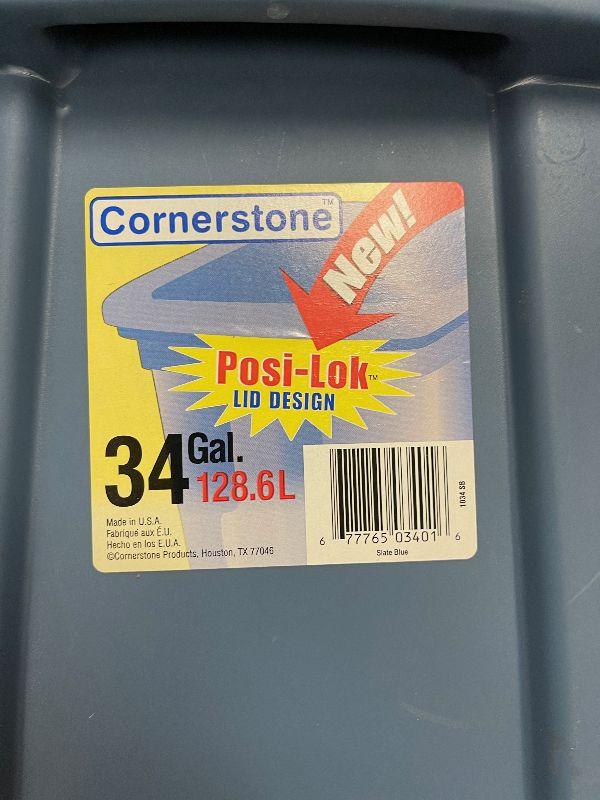 Cornerstone™
New!
Posi-Lok™
LID DESIGN
34 Gal.
128.6L
Made in U.S.A.
Fabriqué aux É.U.
Hecho en los E.U.A.
©Cornerstone Products, Houston, TX 77046
6 77765 03401 6
Slate Blue
1034 SB